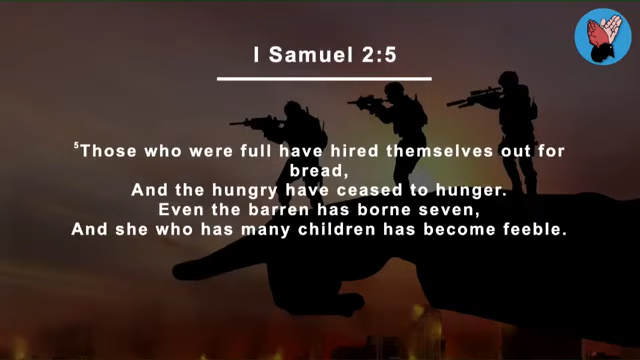 I Samuel 2:5
5Those who were full have hired themselves out for
bread,
And the hungry have ceased to hunger.
Even the barren has borne seven,
And she who has many children has become feeble.